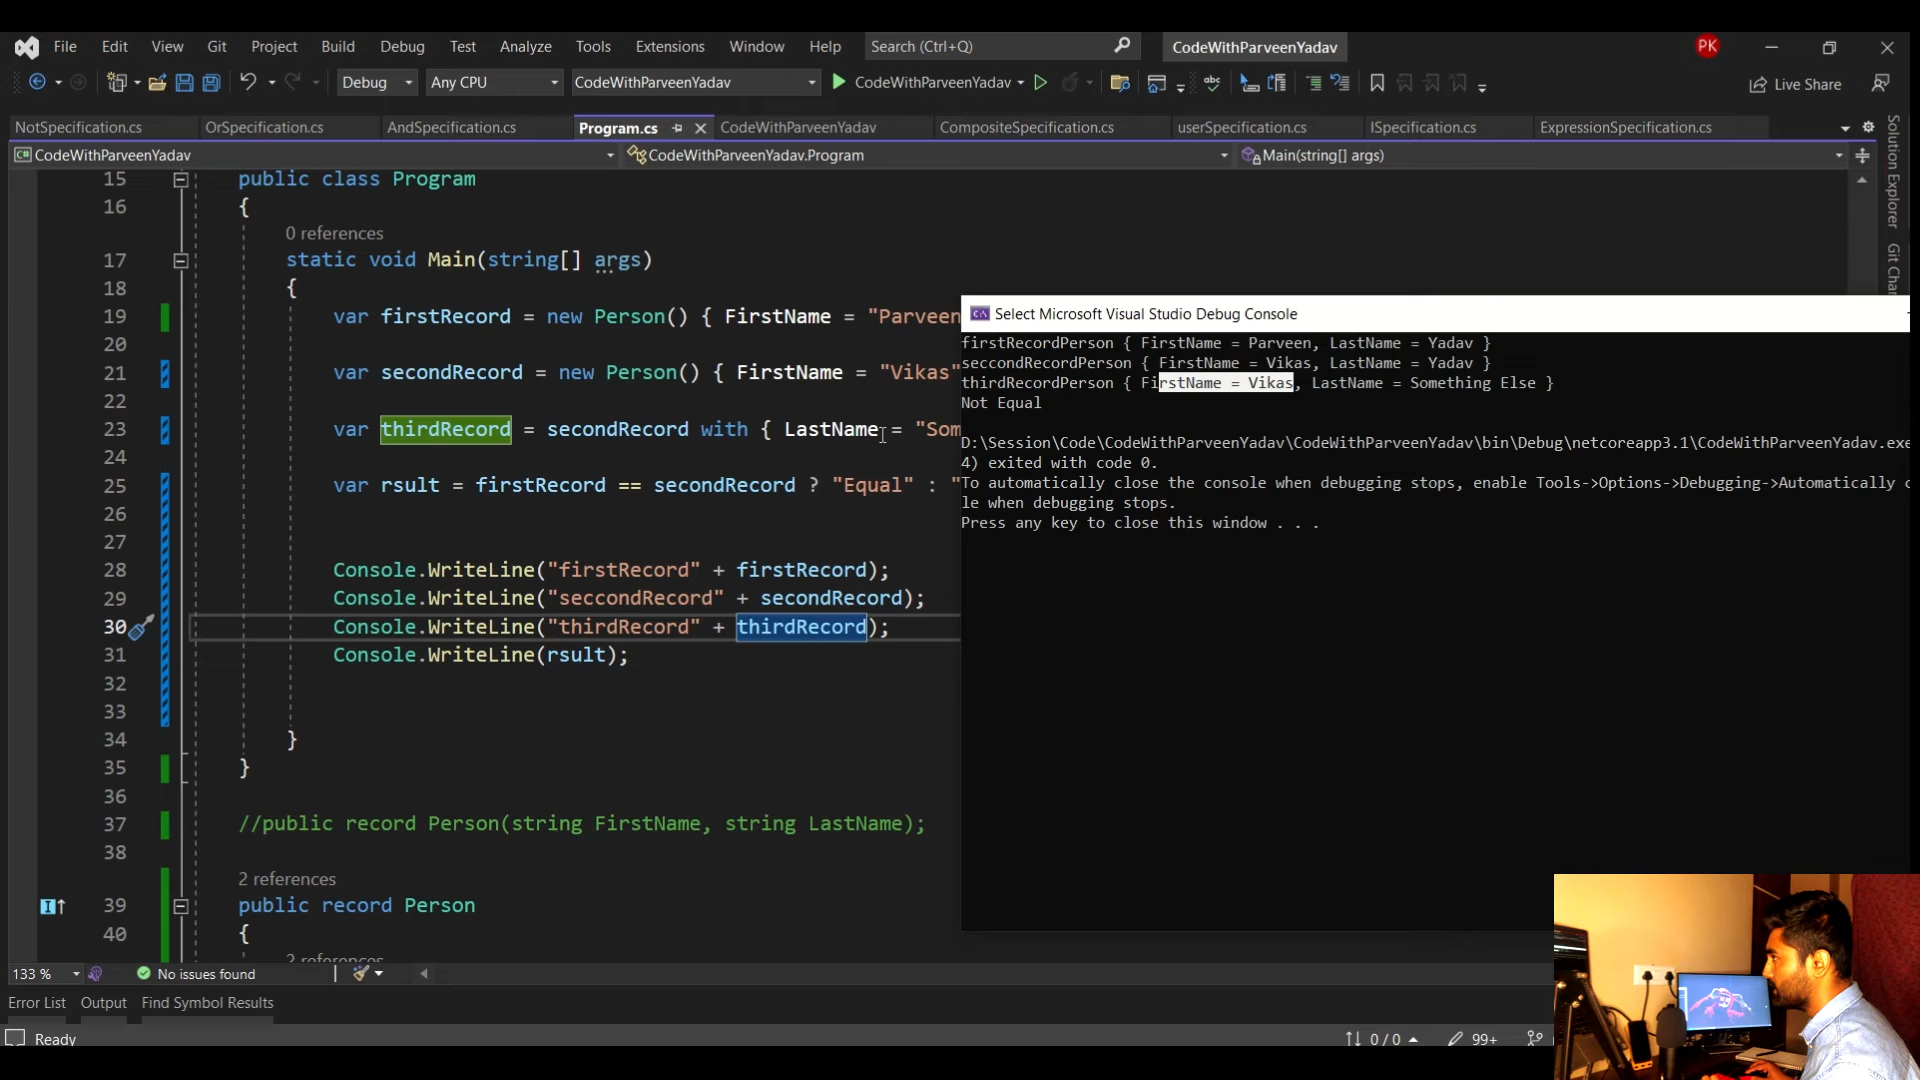 File Edit View Git Project Build Debug Test Analyze Tools Extensions Window Help Search (Ctrl+Q) CodeWithParveenYadav PK
Debug Any CPU CodeWithParveenYadav CodeWithParveenYadav Live Share
NotSpecification.cs OrSpecification.cs AndSpecification.cs Program.cs CodeWithParveenYadav CompositeSpecification.cs userSpecification.cs ISpecification.cs ExpressionSpecification.cs
CodeWithParveenYadav CodeWithParveenYadav.Program Main(string[] args)
Solution Explorer
Git Char
15 public class Program
16 {
0 references
17 static void Main(string[] args)
18 {
19 var firstRecord = new Person() { FirstName = "Parveen
20
21 var secondRecord = new Person() { FirstName = "Vikas"
22
23 var thirdRecord = secondRecord with { LastName = "Som
24
25 var rsult = firstRecord == secondRecord ? "Equal" : "
26
27
28 Console.WriteLine("firstRecord" + firstRecord);
29 Console.WriteLine("seccondRecord" + secondRecord);
30 Console.WriteLine("thirdRecord" + thirdRecord);
31 Console.WriteLine(rsult);
32
33
34 }
35 }
36
37 //public record Person(string FirstName, string LastName);
38
2 references
39 public record Person
40 {
2 references
Select Microsoft Visual Studio Debug Console
firstRecordPerson { FirstName = Parveen, LastName = Yadav }
seccondRecordPerson { FirstName = Vikas, LastName = Yadav }
thirdRecordPerson { FirstName = Vikas, LastName = Something Else }
Not Equal
D:\Session\Code\CodeWithParveenYadav\CodeWithParveenYadav\bin\Debug\netcoreapp3.1\CodeWithParveenYadav.exe
4) exited with code 0.
To automatically close the console when debugging stops, enable Tools->Options->Debugging->Automatically c
le when debugging stops.
Press any key to close this window . . .
133 % No issues found
Error List Output Find Symbol Results
Ready 0 / 0 99+